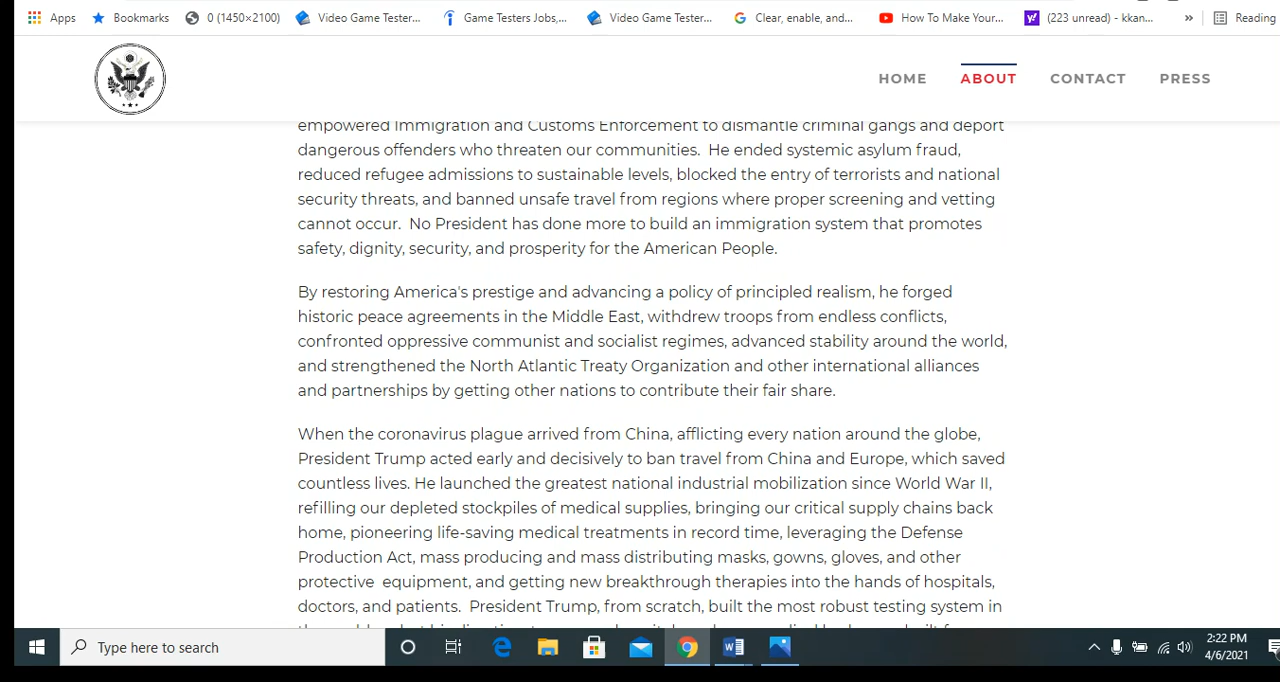 Apps Bookmarks 0 (1450×2100) Video Game Tester... Game Testers Jobs,... Video Game Tester... Clear, enable, and... How To Make Your... (223 unread) - kkan... » Reading
HOME ABOUT CONTACT PRESS
empowered Immigration and Customs Enforcement to dismantle criminal gangs and deport
dangerous offenders who threaten our communities. He ended systemic asylum fraud,
reduced refugee admissions to sustainable levels, blocked the entry of terrorists and national
security threats, and banned unsafe travel from regions where proper screening and vetting
cannot occur. No President has done more to build an immigration system that promotes
safety, dignity, security, and prosperity for the American People.
By restoring America's prestige and advancing a policy of principled realism, he forged
historic peace agreements in the Middle East, withdrew troops from endless conflicts,
confronted oppressive communist and socialist regimes, advanced stability around the world,
and strengthened the North Atlantic Treaty Organization and other international alliances
and partnerships by getting other nations to contribute their fair share.
When the coronavirus plague arrived from China, afflicting every nation around the globe,
President Trump acted early and decisively to ban travel from China and Europe, which saved
countless lives. He launched the greatest national industrial mobilization since World War II,
refilling our depleted stockpiles of medical supplies, bringing our critical supply chains back
home, pioneering life-saving medical treatments in record time, leveraging the Defense
Production Act, mass producing and mass distributing masks, gowns, gloves, and other
protective equipment, and getting new breakthrough therapies into the hands of hospitals,
doctors, and patients. President Trump, from scratch, built the most robust testing system in
Type here to search
2:22 PM
4/6/2021